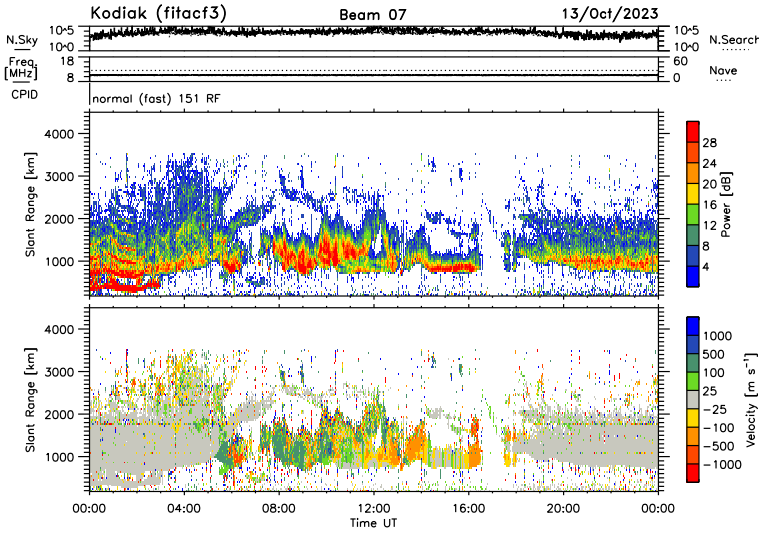 Kodiak (fitacf3) Beam 07 13/Oct/2023
N.Sky 10^5 10^0 10^5 10^0 N.Search
Freq. [MHz] 18 8 60 0 Nave
CPID normal (fast) 151 RF
Slant Range [km]
4000
3000
2000
1000
28
24
20
16
12
8
4
Power [dB]
Slant Range [km]
4000
3000
2000
1000
1000
500
100
25
-25
-100
-500
-1000
Velocity [m s⁻¹]
00:00 04:00 08:00 12:00 16:00 20:00 00:00
Time UT